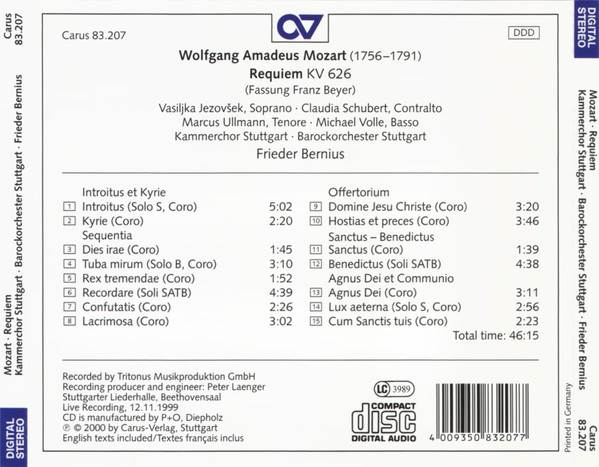 Carus 83.207
DDD
Wolfgang Amadeus Mozart (1756–1791)
Requiem KV 626
(Fassung Franz Beyer)
Vasiljka Jezovšek, Soprano · Claudia Schubert, Contralto
Marcus Ullmann, Tenore · Michael Volle, Basso
Kammerchor Stuttgart · Barockorchester Stuttgart
Frieder Bernius
Introitus et Kyrie
1 Introitus (Solo S, Coro) 5:02
2 Kyrie (Coro) 2:20
Sequentia
3 Dies irae (Coro) 1:45
4 Tuba mirum (Solo B, Coro) 3:10
5 Rex tremendae (Coro) 1:52
6 Recordare (Soli SATB) 4:39
7 Confutatis (Coro) 2:26
8 Lacrimosa (Coro) 3:02
Offertorium
9 Domine Jesu Christe (Coro) 3:20
10 Hostias et preces (Coro) 3:46
Sanctus – Benedictus
11 Sanctus (Coro) 1:39
12 Benedictus (Soli SATB) 4:38
Agnus Dei et Communio
13 Agnus Dei (Coro) 3:11
14 Lux aeterna (Solo S, Coro) 2:56
15 Cum Sanctis tuis (Coro) 2:23
Total time: 46:15
Recorded by Tritonus Musikproduktion GmbH
Recording producer and engineer: Peter Laenger
Stuttgarter Liederhalle, Beethovensaal
Live Recording, 12.11.1999
CD is manufactured by P+O, Diepholz
℗ © 2000 by Carus-Verlag, Stuttgart
English texts included/Textes français inclus
LC 3989
COMPACT
disc
DIGITAL AUDIO
4 009350 832077
Printed in Germany
DIGITAL
STEREO
Mozart · Requiem
Kammerchor Stuttgart · Barockorchester Stuttgart · Frieder Bernius
Carus
83.207
DIGITAL
STEREO
Mozart · Requiem
Kammerchor Stuttgart · Barockorchester Stuttgart · Frieder Bernius
Carus
83.207